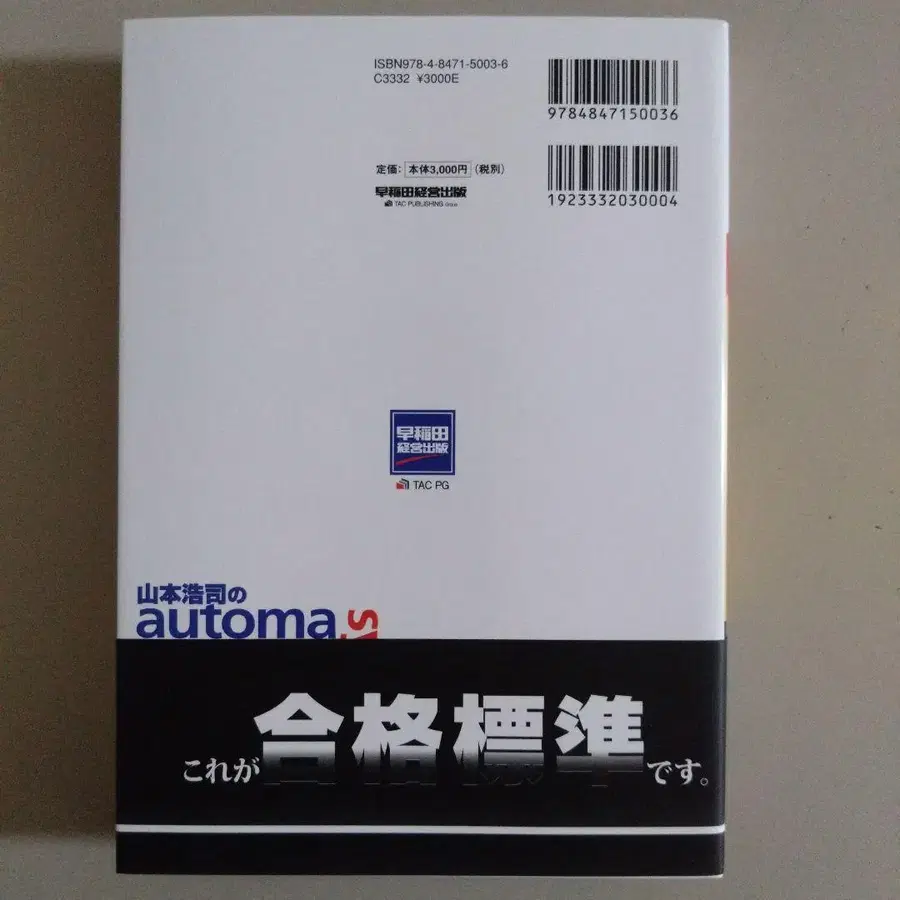 ISBN978-4-8471-5003-6
C3332 ¥3000E
9784847150036
定価：本体3,000円（税別）
早稲田経営出版
TAC PUBLISHING Group
1923332030004
早稲田
経営出版
TAC PG
山本浩司の
automa
これが合格標準です。